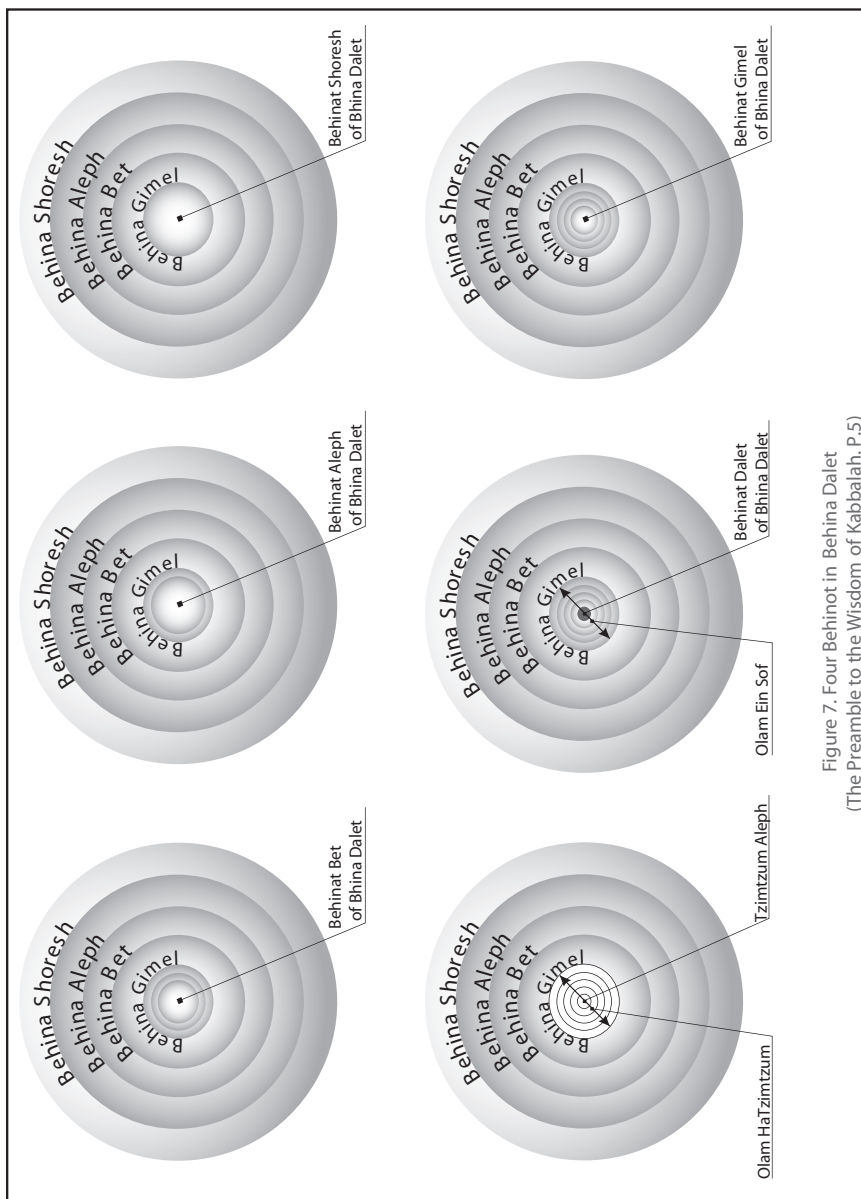 Behina Shoresh
Behina Aleph
Behina Bet
Behina Gimel
Behinat Bet
of Bhina Dalet
Behina Shoresh
Behina Aleph
Behina Bet
Behina Gimel
Behinat Aleph
of Bhina Dalet
Behina Shoresh
Behina Aleph
Behina Bet
Behina Gimel
Behinat Shoresh
of Bhina Dalet
Behina Shoresh
Behina Aleph
Behina Bet
Behina Gimel
Olam HaTzimtzum
Tzimtzum Aleph
Behina Shoresh
Behina Aleph
Behina Bet
Behina Gimel
Olam Ein Sof
Behinat Dalet
of Bhina Dalet
Behina Shoresh
Behina Aleph
Behina Bet
Behina Gimel
Behinat Gimel
of Bhina Dalet
Figure 7. Four Behinot in Behina Dalet
(The Preamble to the Wisdom of Kabbalah. P.5)